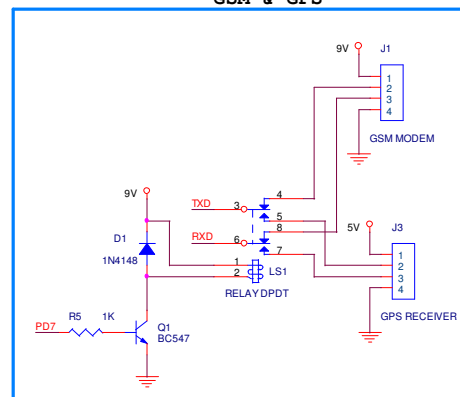 GSM & GPS
9V
J1
1
2
3
4
GSM MODEM
9V
TXD
3
4
5
8
RXD
6
7
D1
1N4148
1
2
LS1
RELAY DPDT
5V
J3
1
2
3
4
GPS RECEIVER
R5
1K
Q1
BC547
PD7